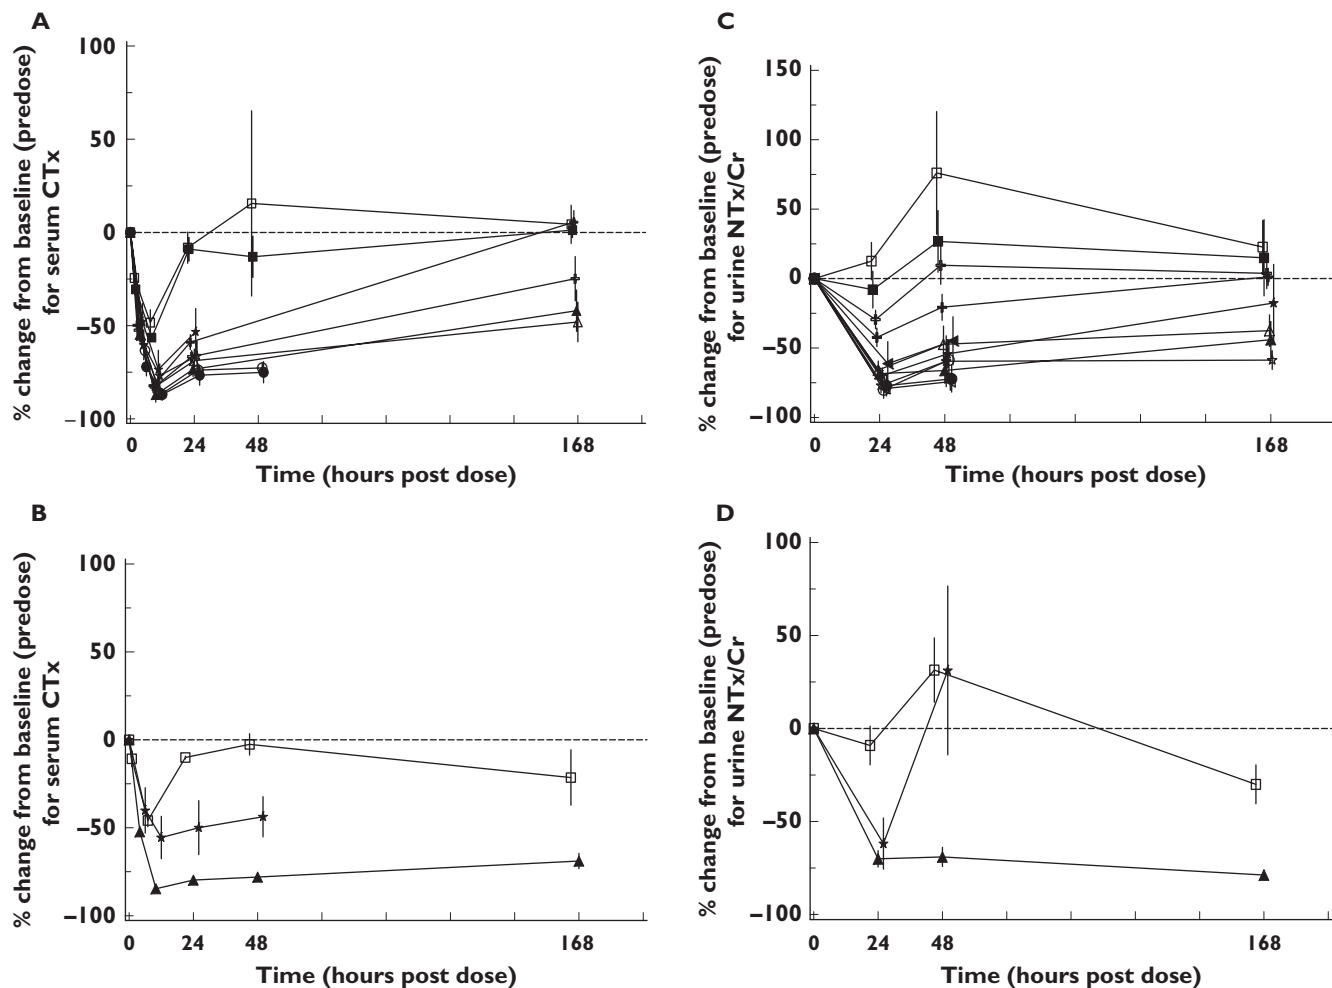 A
% change from baseline (predose)
for serum CTx
100
50
0
−50
−100
0 24 48 168
Time (hours post dose)
C
% change from baseline (predose)
for urine NTx/Cr
150
100
50
0
−50
−100
0 24 48 168
Time (hours post dose)
B
% change from baseline (predose)
for serum CTx
100
50
0
−50
−100
0 24 48 168
Time (hours post dose)
D
% change from baseline (predose)
for urine NTx/Cr
100
50
0
−50
−100
0 24 48 168
Time (hours post dose)